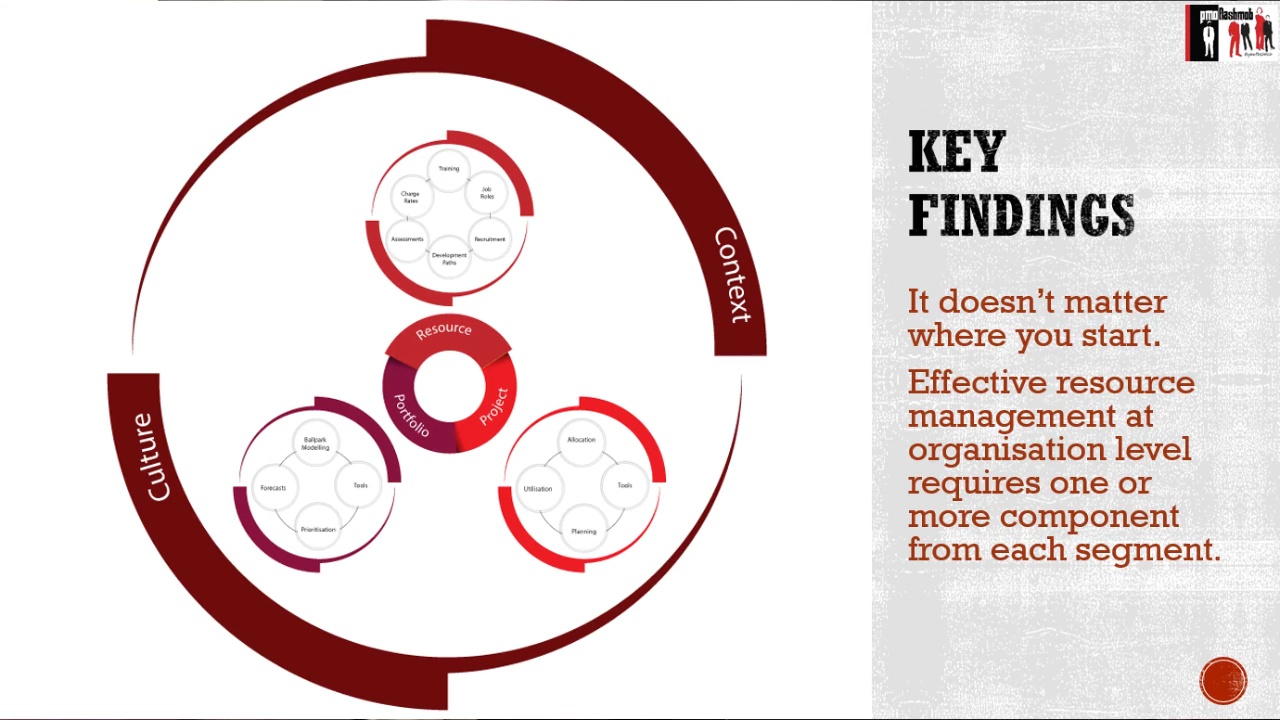 pmo flashmob
KEY
FINDINGS
It doesn't matter
where you start.
Effective resource
management at
organisation level
requires one or
more component
from each segment.
Context
Culture
Training
Job
Roles
Recruitment
Development
Paths
Assessments
Charge
Rates
Resource
Project
Portfolio
Ballpark
Modelling
Tools
Prioritisation
Forecasts
Allocation
Tools
Planning
Utilisation